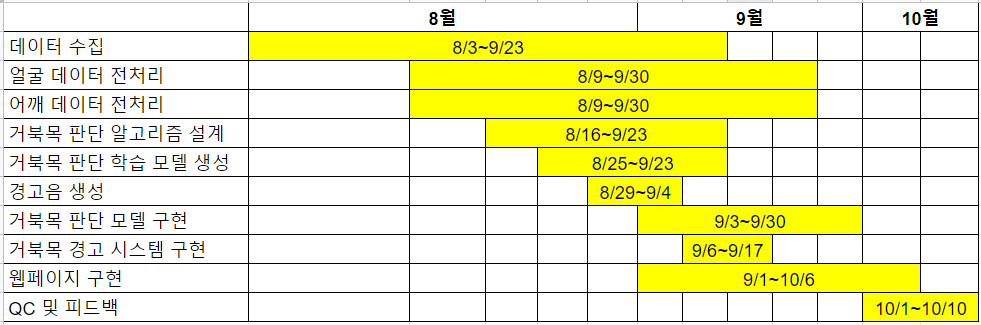 8월 9월 10월
데이터 수집 8/3~9/23
얼굴 데이터 전처리 8/9~9/30
어깨 데이터 전처리 8/9~9/30
거북목 판단 알고리즘 설계 8/16~9/23
거북목 판단 학습 모델 생성 8/25~9/23
경고음 생성 8/29~9/4
거북목 판단 모델 구현 9/3~9/30
거북목 경고 시스템 구현 9/6~9/17
웹페이지 구현 9/1~10/6
QC 및 피드백 10/1~10/10